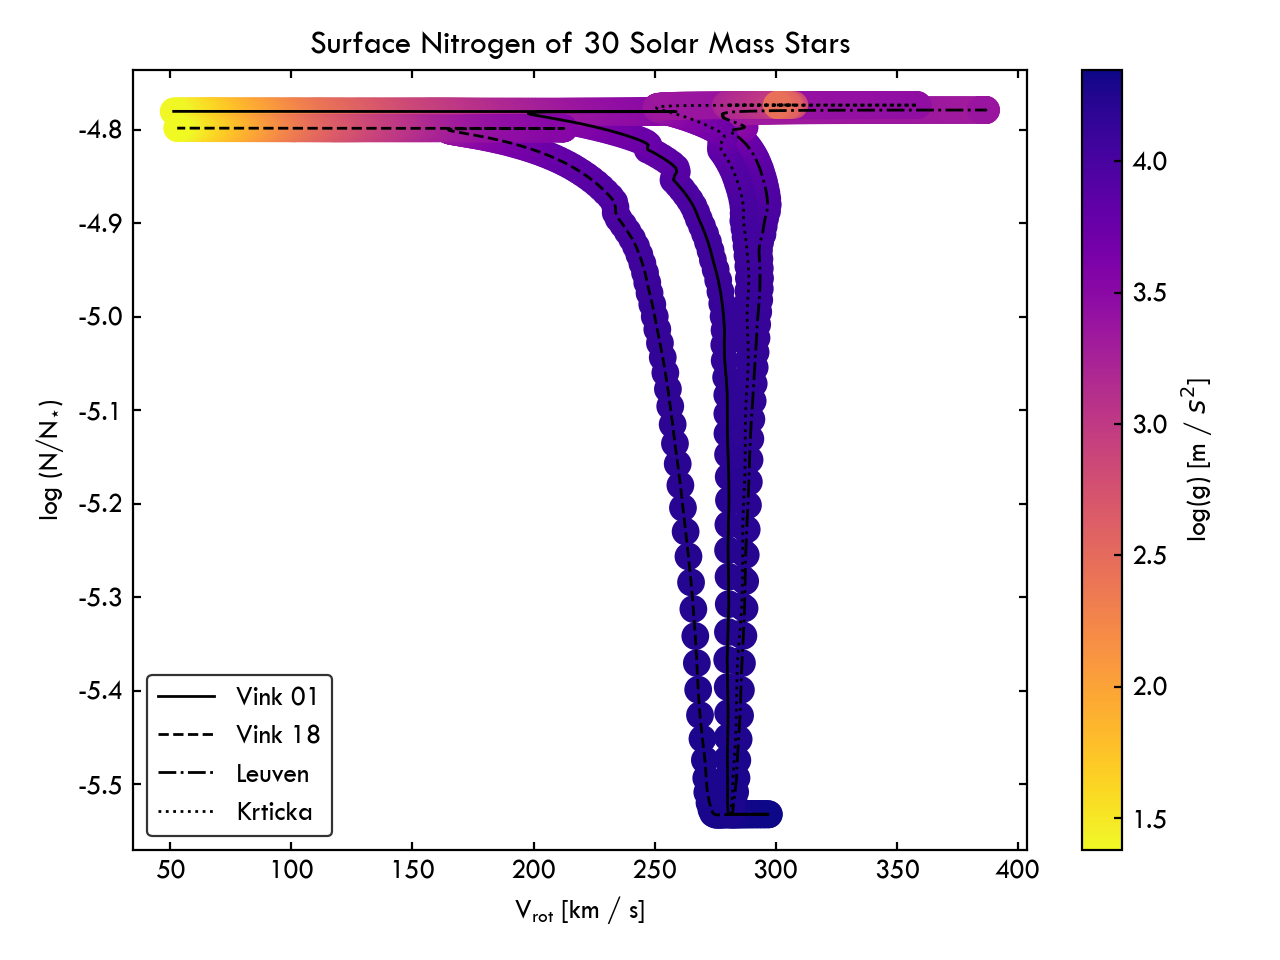 Surface Nitrogen of 30 Solar Mass Stars
log (N/N⋆)
-4.8
-4.9
-5.0
-5.1
-5.2
-5.3
-5.4
-5.5
Vink 01
Vink 18
Leuven
Krticka
50 100 150 200 250 300 350 400
V_rot [km / s]
4.0
3.5
3.0
2.5
2.0
1.5
log(g) [m / s²]